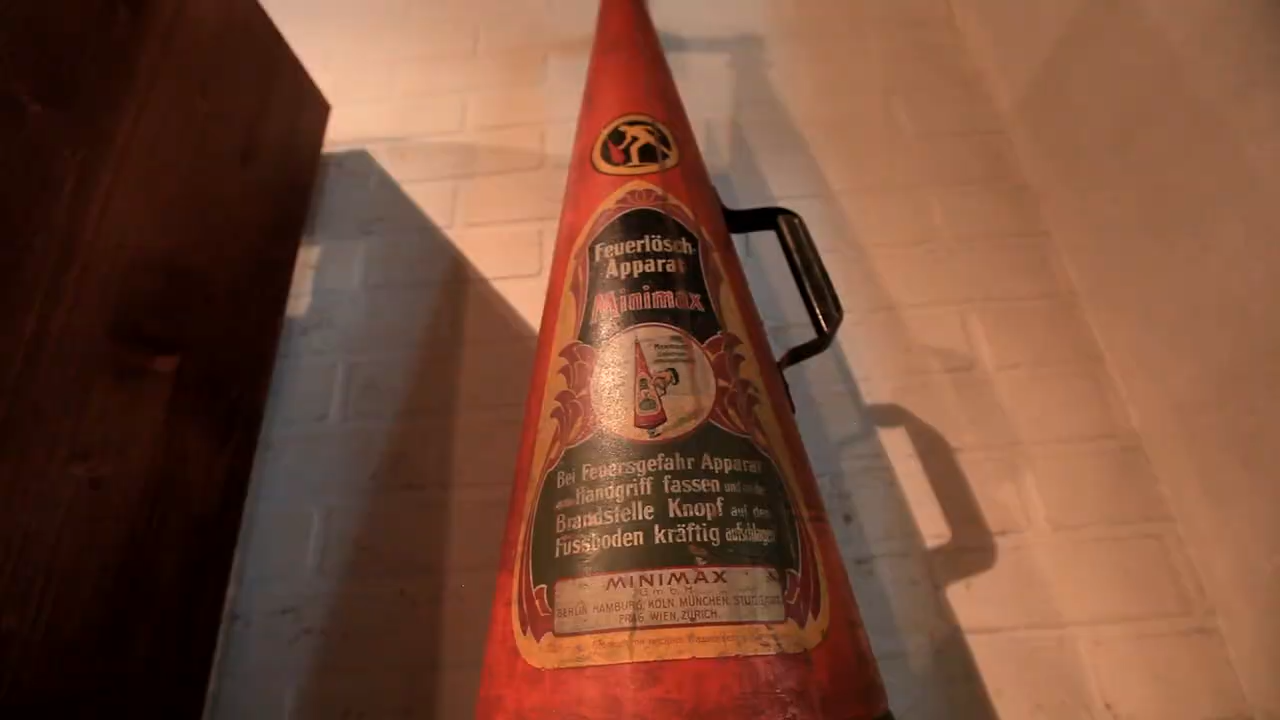 Feuerlösch-
Apparat
Minimax
Bei Feuersgefahr Apparat
Handgriff fassen und
Brandstelle Knopf auf den
Fussboden kräftig aufschlagen
MINIMAX
G.m.b.H.
BERLIN, HAMBURG, KÖLN, MÜNCHEN, STUTTGART,
PRAG, WIEN, ZÜRICH.